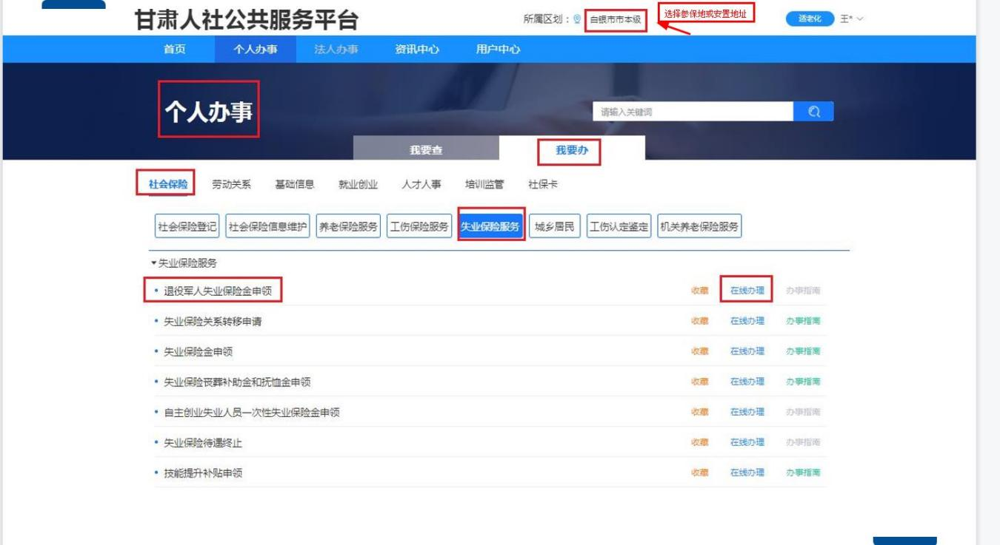 甘肃人社公共服务平台 所属区划： 白银市市本级 选择参保地或安置地址 适老化 王*
首页 个人办事 法人办事 资讯中心 用户中心
个人办事
请输入关键词
我要查 我要办
社会保险 劳动关系 基础信息 就业创业 人才人事 培训监管 社保卡
社会保险登记 社会保险信息维护 养老保险服务 工伤保险服务 失业保险服务 城乡居民 工伤认定鉴定 机关养老保险服务
失业保险服务
退役军人失业保险金申领 收藏 在线办理 办事指南
失业保险关系转移申请 收藏 在线办理 办事指南
失业保险金申领 收藏 在线办理 办事指南
失业保险丧葬补助金和抚恤金申领 收藏 在线办理 办事指南
自主创业失业人员一次性失业保险金申领 收藏 在线办理 办事指南
失业保险待遇终止 收藏 在线办理 办事指南
技能提升补贴申领 收藏 在线办理 办事指南